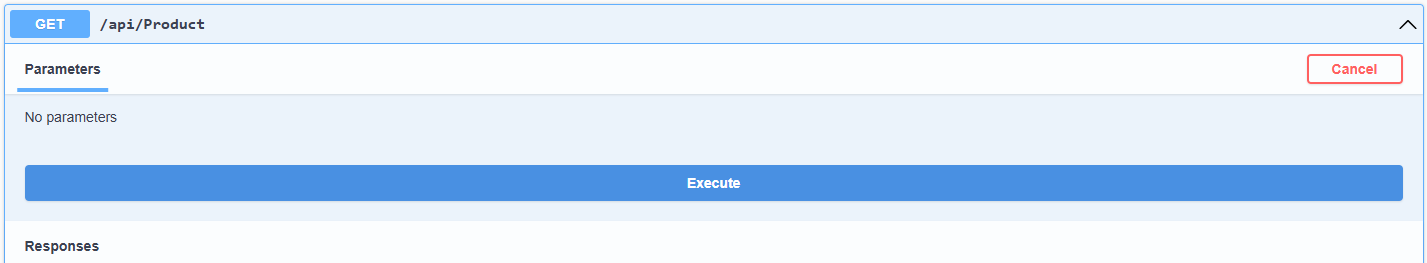 GET /api/Product
Parameters Cancel
No parameters
Execute
Responses